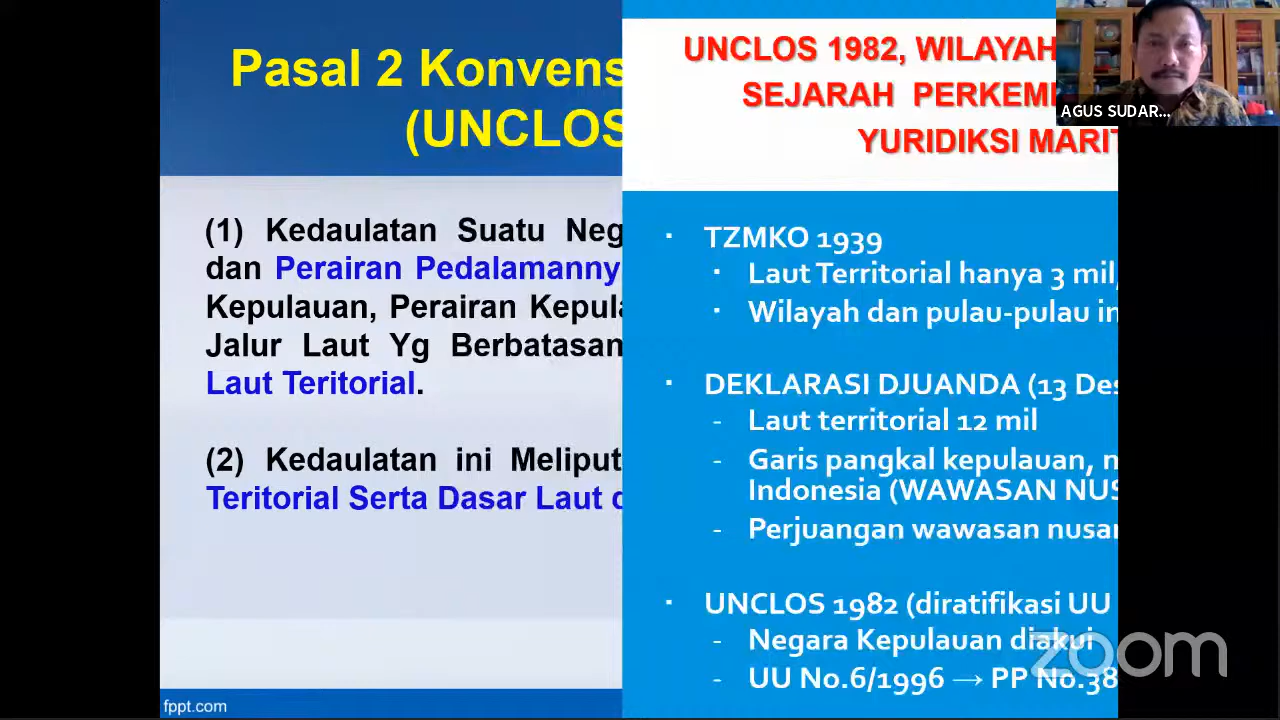 Pasal 2 Konvens
(UNCLOS
(1) Kedaulatan Suatu Neg
dan Perairan Pedalamanny
Kepulauan, Perairan Kepula
Jalur Laut Yg Berbatasan
Laut Teritorial.
(2) Kedaulatan ini Meliput
Teritorial Serta Dasar Laut d
fppt.com
UNCLOS 1982, WILAYAH
SEJARAH PERKEM
YURIDIKSI MARIT
· TZMKO 1939
· Laut Territorial hanya 3 mil,
· Wilayah dan pulau-pulau in
· DEKLARASI DJUANDA (13 Des
- Laut territorial 12 mil
- Garis pangkal kepulauan, m
Indonesia (WAWASAN NUS
- Perjuangan wawasan nusan
· UNCLOS 1982 (diratifikasi UU
- Negara Kepulauan diakui
- UU No.6/1996 → PP No.38
AGUS SUDAR...
zoom